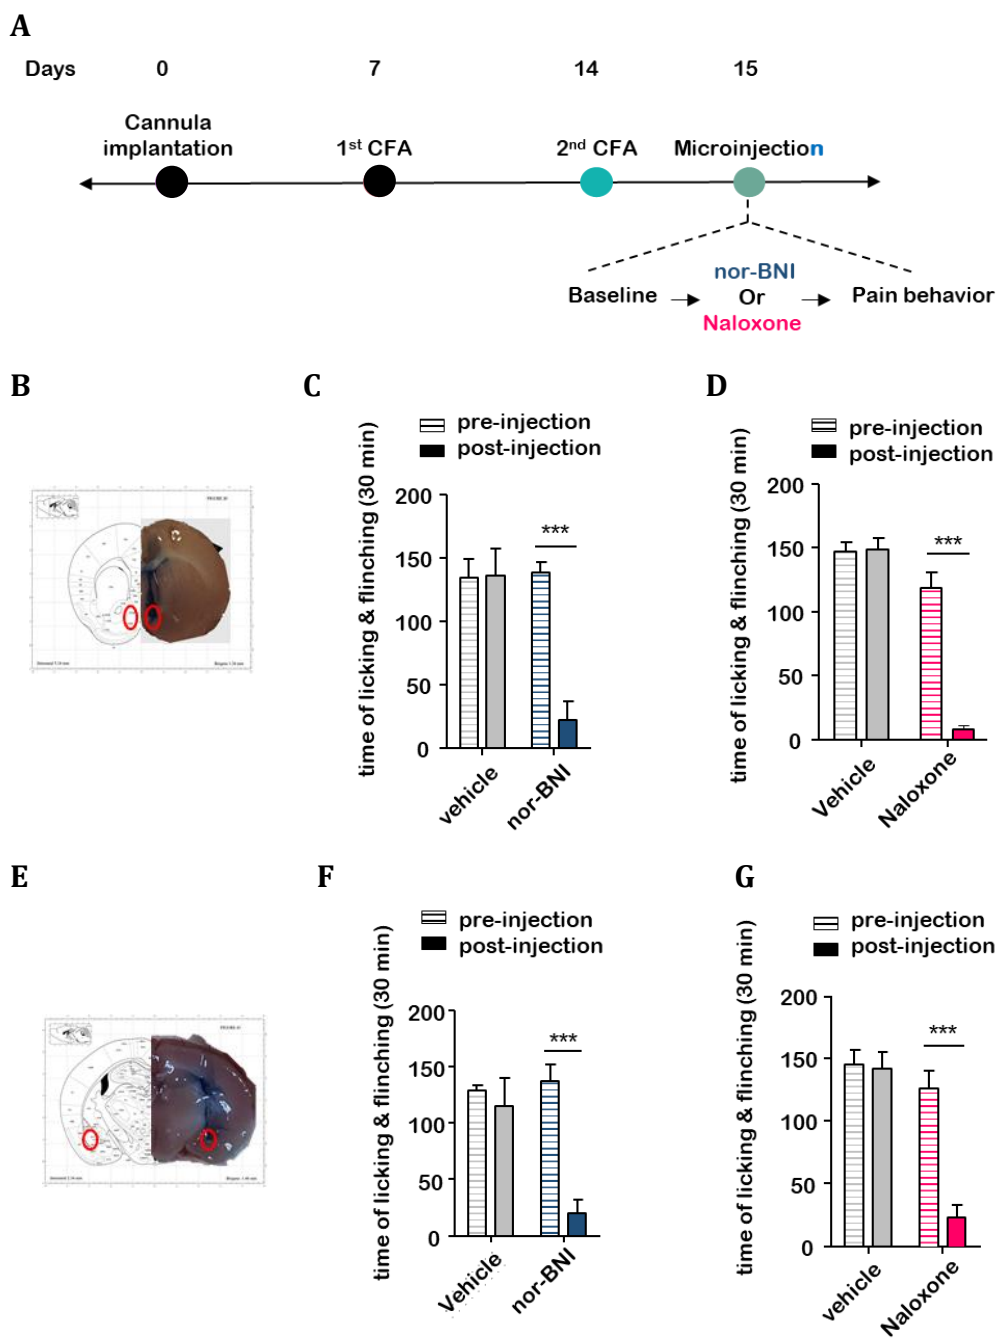 A
Days 0 7 14 15
Cannula
implantation 1st CFA 2nd CFA Microinjection
nor-BNI
Baseline Or Pain behavior
Naloxone
B
C
pre-injection
post-injection
time of licking & flinching (30 min)
200
150
100
50
0
vehicle
nor-BNI
***
D
pre-injection
post-injection
time of licking & flinching (30 min)
200
150
100
50
0
Vehicle
Naloxone
***
E
F
pre-injection
post-injection
time of licking & flinching (30 min)
200
150
100
50
0
Vehicle
nor-BNI
***
G
pre-injection
post-injection
time of licking & flinching (30 min)
200
150
100
50
0
vehicle
Naloxone
***